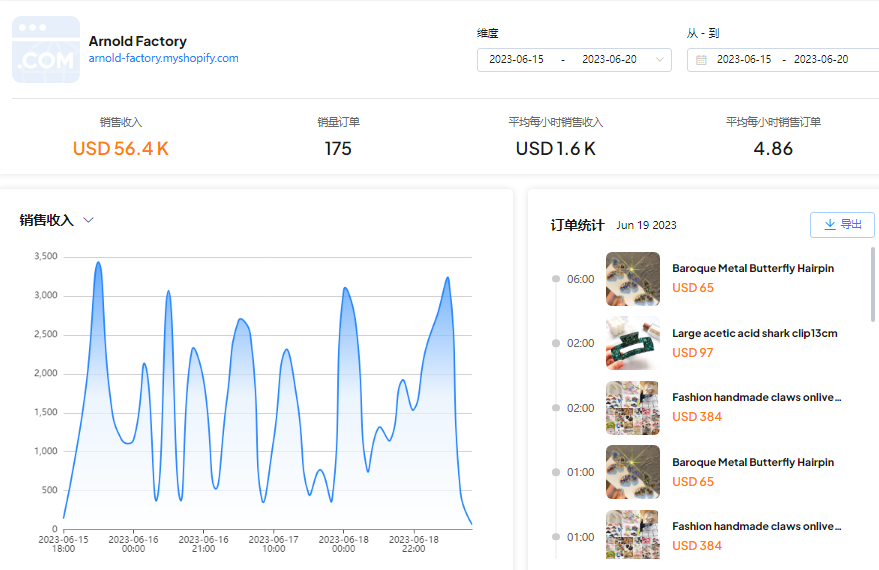 .COM
Arnold Factory
arnold-factory.myshopify.com
维度
2023-06-15 - 2023-06-20
从 - 到
2023-06-15 - 2023-06-20
销售收入
USD 56.4 K
销量订单
175
平均每小时销售收入
USD 1.6 K
平均每小时销售订单
4.86
销售收入
3,500
3,000
2,500
2,000
1,500
1,000
500
0
2023-06-15 18:00
2023-06-16 00:00
2023-06-16 21:00
2023-06-17 10:00
2023-06-18 00:00
2023-06-18 22:00
订单统计 Jun 19 2023
导出
06:00
Baroque Metal Butterfly Hairpin
USD 65
02:00
Large acetic acid shark clip13cm
USD 97
02:00
Fashion handmade claws onlive...
USD 384
01:00
Baroque Metal Butterfly Hairpin
USD 65
01:00
Fashion handmade claws onlive...
USD 384